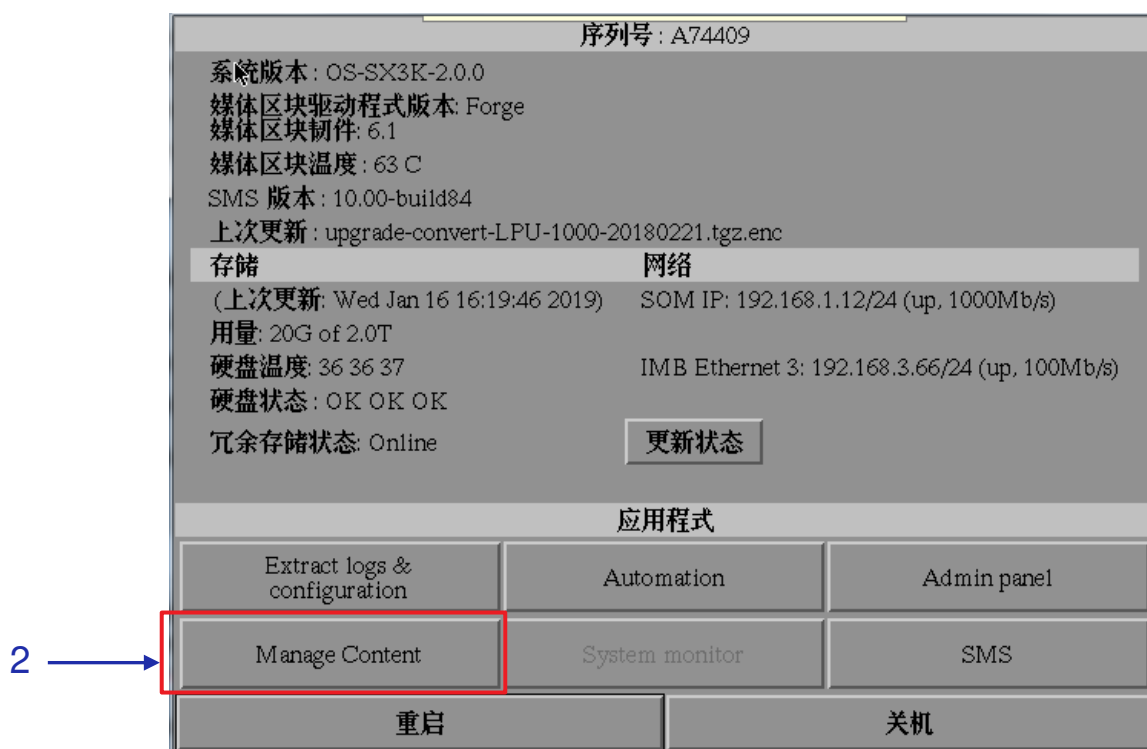 序列号 : A74409
系统版本 : OS-SX3K-2.0.0
媒体区块驱动程式版本: Forge
媒体区块韧件: 6.1
媒体区块温度 : 63 C
SMS 版本 : 10.00-build84
上次更新 : upgrade-convert-LPU-1000-20180221.tgz.enc
存储 网络
(上次更新: Wed Jan 16 16:19:46 2019) SOM IP: 192.168.1.12/24 (up, 1000Mb/s)
用量: 20G of 2.0T
硬盘温度: 36 36 37 IMB Ethernet 3: 192.168.3.66/24 (up, 100Mb/s)
硬盘状态 : OK OK OK
冗余存储状态: Online 更新状态
应用程式
Extract logs &
configuration
Automation
Admin panel
2
Manage Content
System monitor
SMS
重启
关机